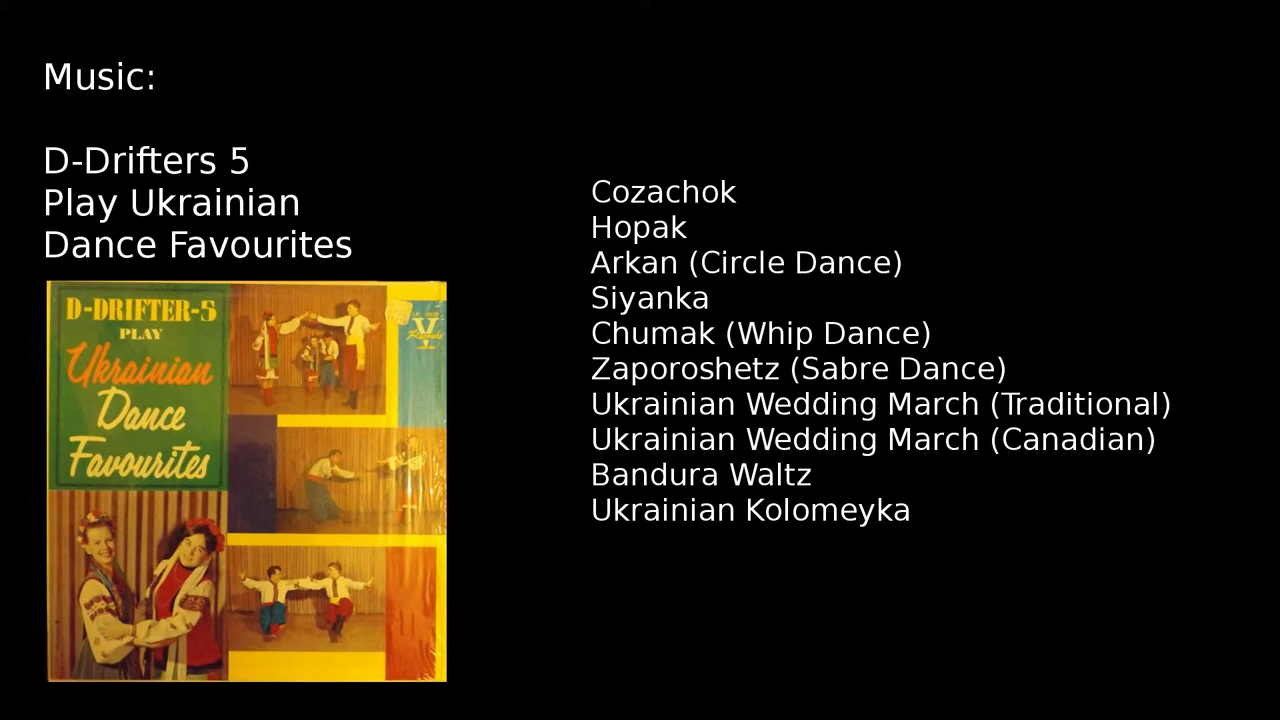 Music:
D-Drifters 5
Play Ukrainian
Dance Favourites
D-DRIFTER-5
PLAY
Ukrainian
Dance
Favourites
V
Records
Cozachok
Hopak
Arkan (Circle Dance)
Siyanka
Chumak (Whip Dance)
Zaporoshetz (Sabre Dance)
Ukrainian Wedding March (Traditional)
Ukrainian Wedding March (Canadian)
Bandura Waltz
Ukrainian Kolomeyka